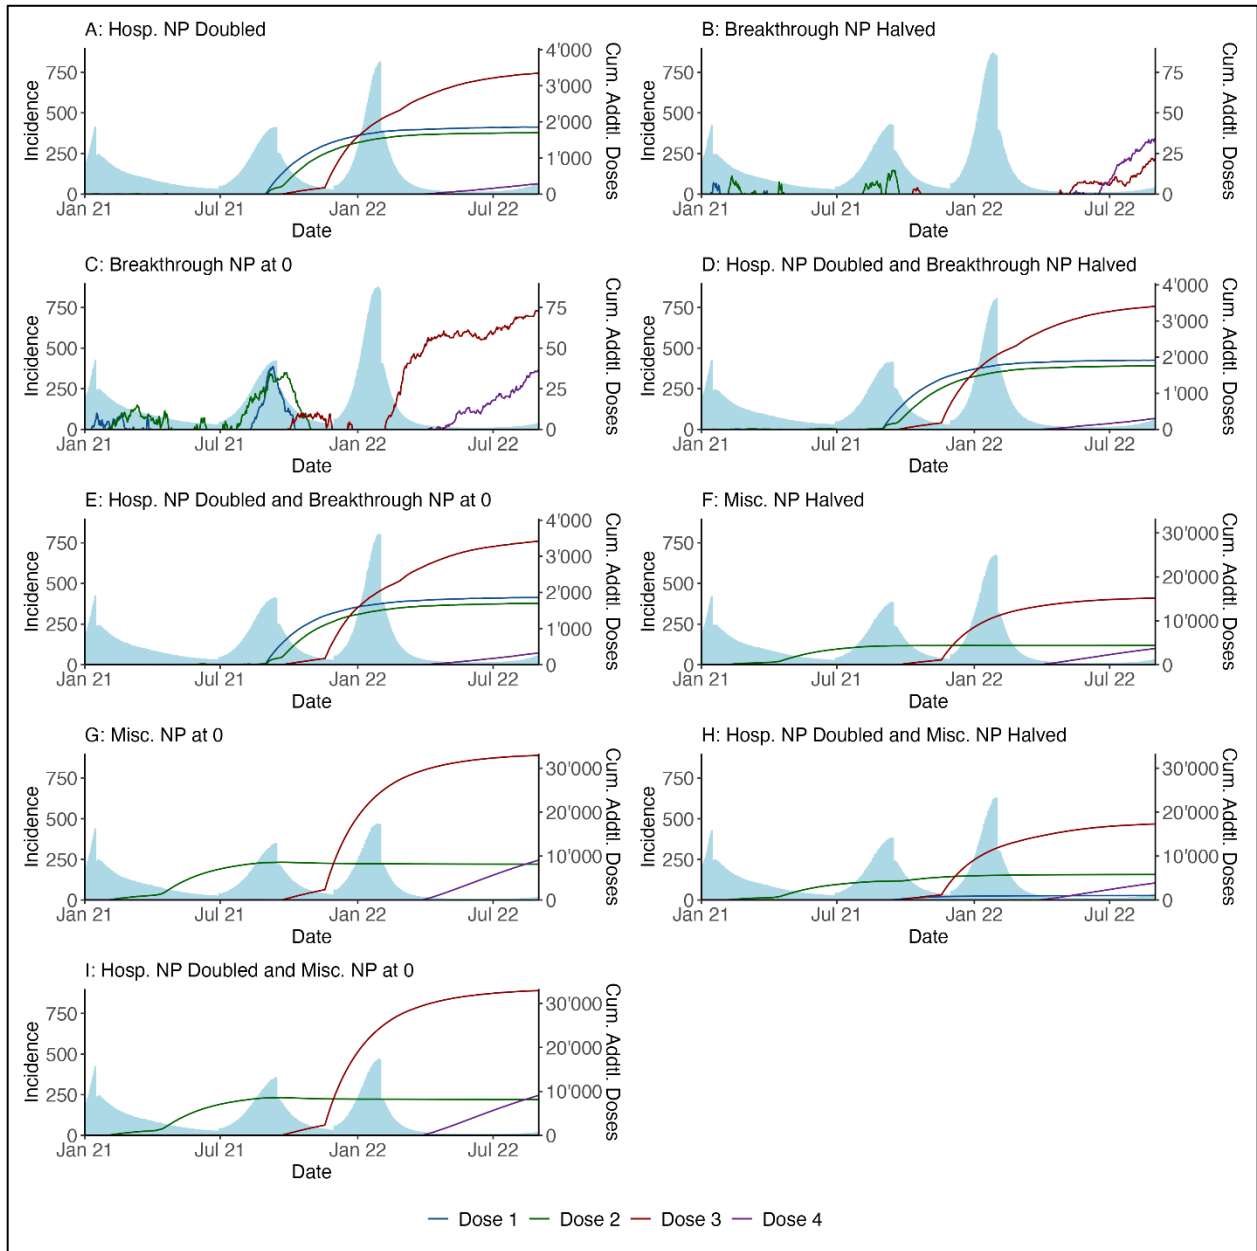 A: Hosp. NP Doubled
Incidence
750
500
250
0
4'000
3'000
2'000
1'000
0
Cum. Addtl. Doses
Jan 21 Jul 21 Jan 22 Jul 22
Date
B: Breakthrough NP Halved
Incidence
750
500
250
0
75
50
25
0
Cum. Addtl. Doses
Jan 21 Jul 21 Jan 22 Jul 22
Date
C: Breakthrough NP at 0
Incidence
750
500
250
0
75
50
25
0
Cum. Addtl. Doses
Jan 21 Jul 21 Jan 22 Jul 22
Date
D: Hosp. NP Doubled and Breakthrough NP Halved
Incidence
750
500
250
0
4'000
3'000
2'000
1'000
0
Cum. Addtl. Doses
Jan 21 Jul 21 Jan 22 Jul 22
Date
E: Hosp. NP Doubled and Breakthrough NP at 0
Incidence
750
500
250
0
4'000
3'000
2'000
1'000
0
Cum. Addtl. Doses
Jan 21 Jul 21 Jan 22 Jul 22
Date
F: Misc. NP Halved
Incidence
750
500
250
0
30'000
20'000
10'000
0
Cum. Addtl. Doses
Jan 21 Jul 21 Jan 22 Jul 22
Date
G: Misc. NP at 0
Incidence
750
500
250
0
30'000
20'000
10'000
0
Cum. Addtl. Doses
Jan 21 Jul 21 Jan 22 Jul 22
Date
H: Hosp. NP Doubled and Misc. NP Halved
Incidence
750
500
250
0
30'000
20'000
10'000
0
Cum. Addtl. Doses
Jan 21 Jul 21 Jan 22 Jul 22
Date
I: Hosp. NP Doubled and Misc. NP at 0
Incidence
750
500
250
0
30'000
20'000
10'000
0
Cum. Addtl. Doses
Jan 21 Jul 21 Jan 22 Jul 22
Date
Dose 1 Dose 2 Dose 3 Dose 4